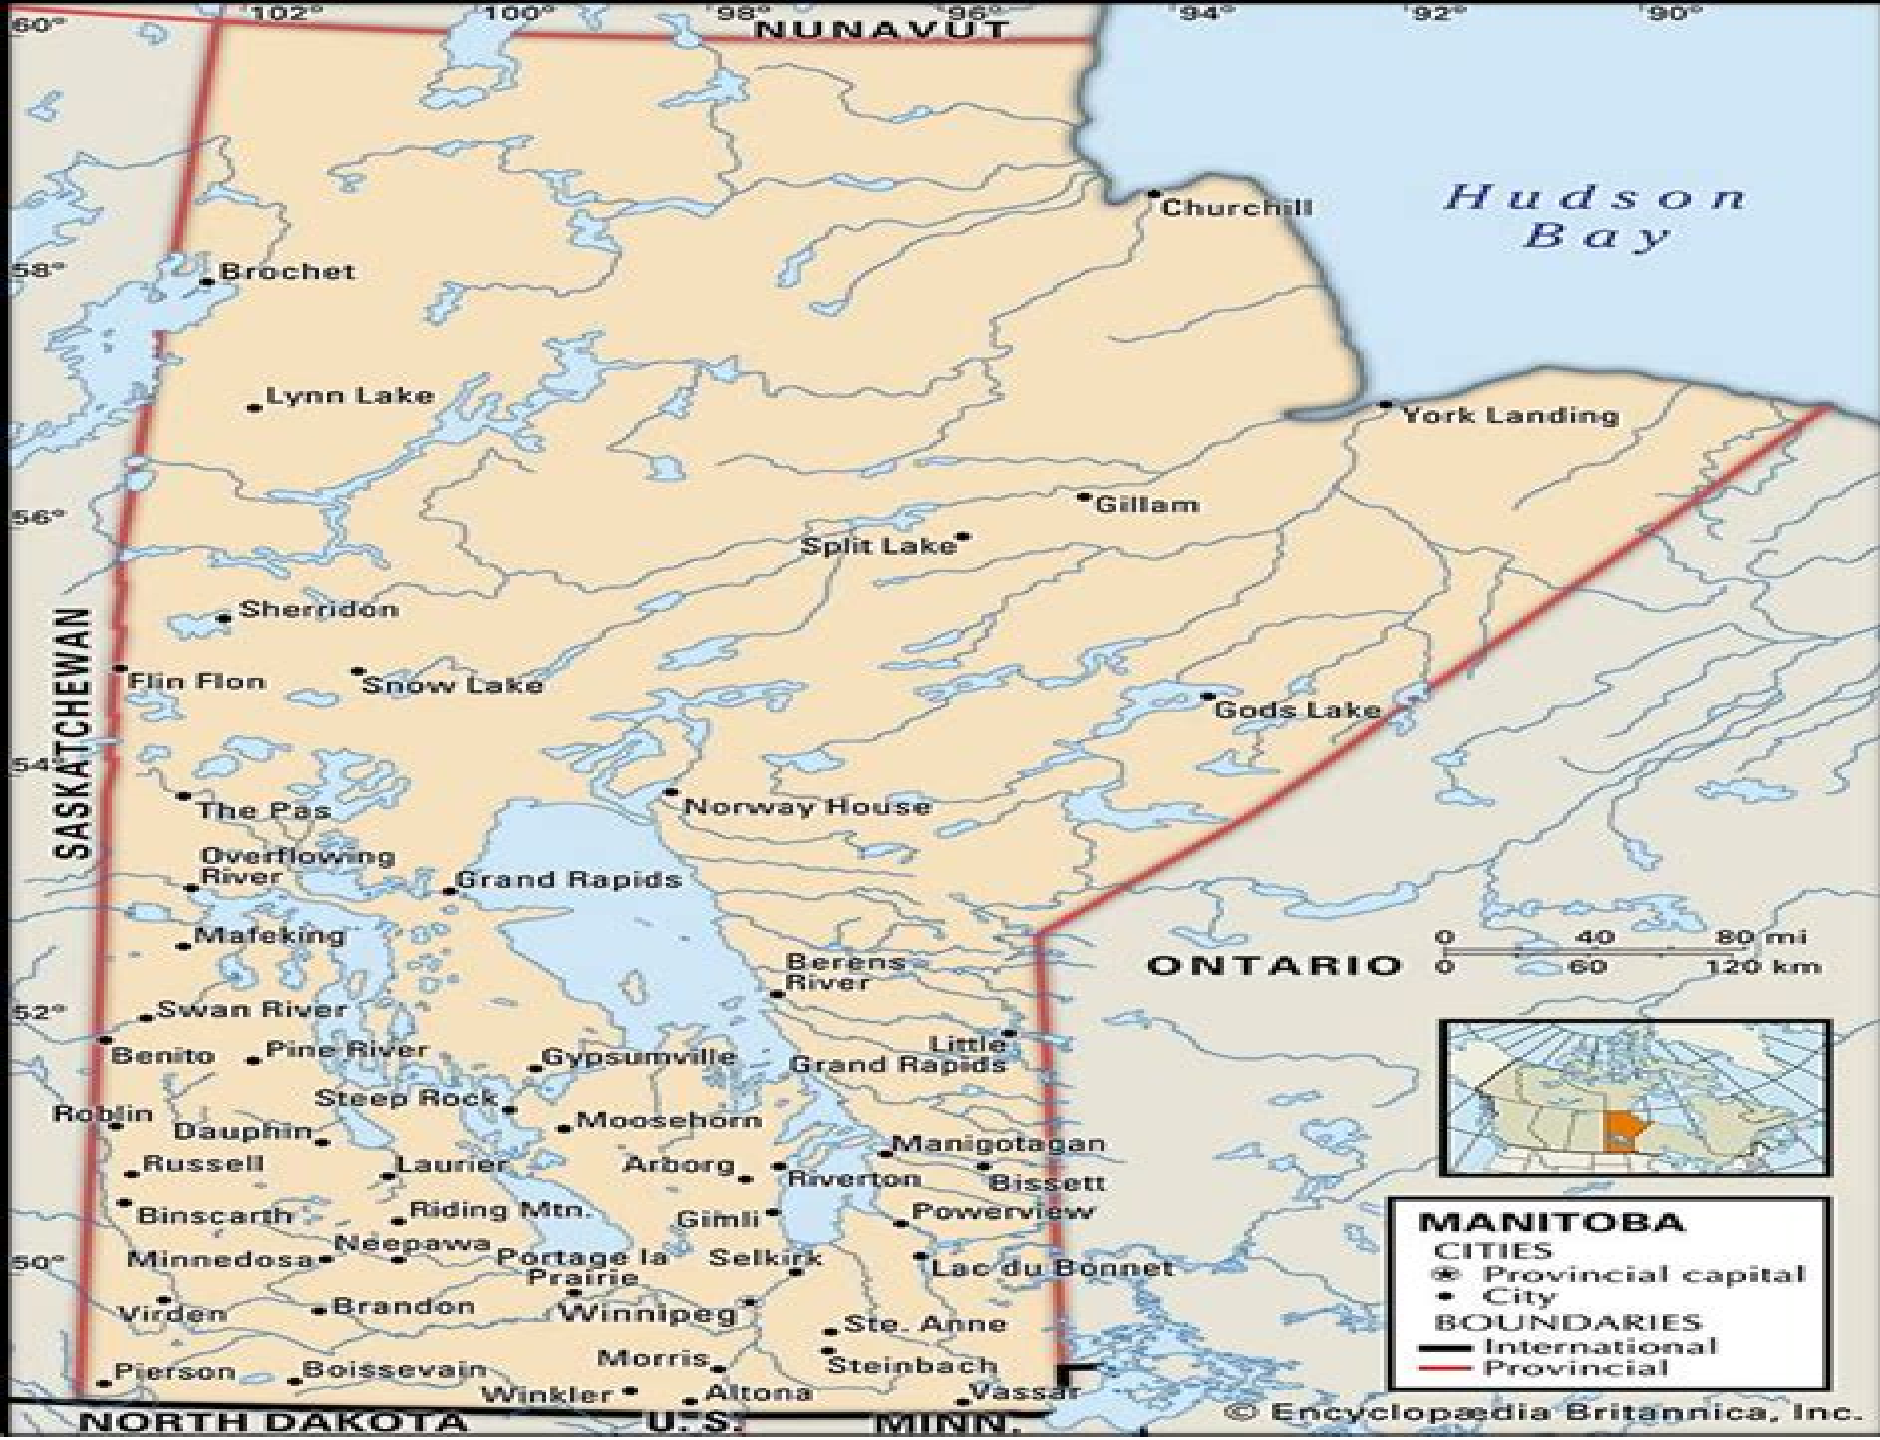 60°
102°
100°
98°
96°
94°
92°
90°
NUNAVUT
Hudson
Bay
Churchill
58°
Brochet
Lynn Lake
York Landing
56°
Gillam
Split Lake
SASKATCHEWAN
Sherridon
Flin Flon
Snow Lake
Gods Lake
54°
The Pas
Norway House
Overflowing
River
Grand Rapids
Mafeking
Berens
River
ONTARIO
0 40 80 mi
0 60 120 km
52°
Swan River
Benito
Pine River
Gypsumville
Little
Grand Rapids
Steep Rock
Roblin
Dauphin
Moosehorn
Manigotagan
Russell
Laurier
Arborg
Riverton
Bissett
Binscarth
Riding Mtn.
Gimli
Powerview
50°
Minnedosa
Neepawa
Portage la
Prairie
Selkirk
Lac du Bonnet
Virden
Brandon
Winnipeg
Ste. Anne
Pierson
Boissevain
Morris
Steinbach
Winkler
Altona
Vassar
NORTH DAKOTA
U.S.
MINN.
MANITOBA
CITIES
Provincial capital
City
BOUNDARIES
International
Provincial
© Encyclopædia Britannica, Inc.